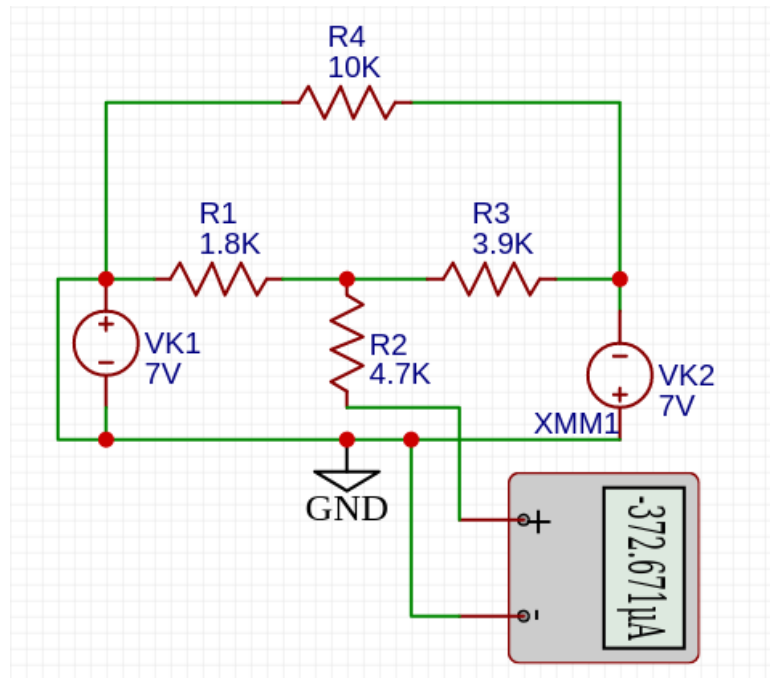 R4
10K
R1
1.8K
R3
3.9K
+
−
VK1
7V
R2
4.7K
−
+
VK2
7V
XMM1
GND
+
-
-372.671µA